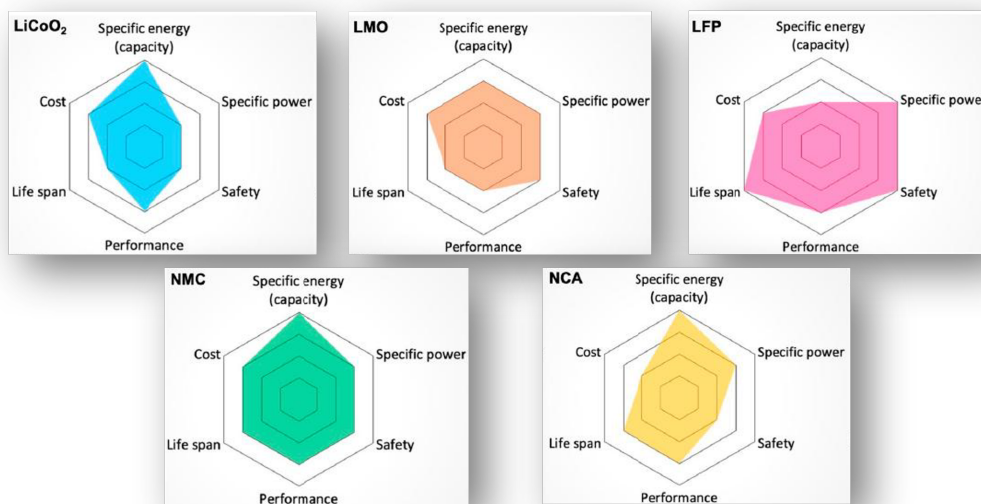 LiCoO₂
Specific energy
(capacity)
Cost
Specific power
Life span
Safety
Performance
LMO
Specific energy
(capacity)
Cost
Specific power
Life span
Safety
Performance
LFP
Specific energy
(capacity)
Cost
Specific powe
Life span
Safety
Performance
NMC
Specific energy
(capacity)
Cost
Specific power
Life span
Safety
Performance
NCA
Specific energy
(capacity)
Cost
Specific power
Life span
Safety
Performance